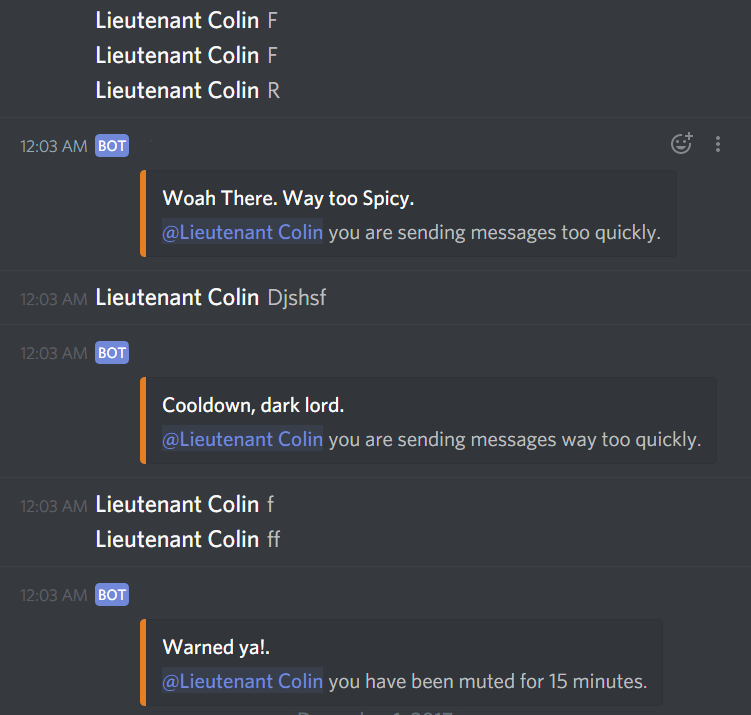 Lieutenant Colin F
Lieutenant Colin F
Lieutenant Colin R
12:03 AM BOT
Woah There. Way too Spicy.
@Lieutenant Colin you are sending messages too quickly.
12:03 AM Lieutenant Colin Djshsf
12:03 AM BOT
Cooldown, dark lord.
@Lieutenant Colin you are sending messages way too quickly.
12:03 AM Lieutenant Colin f
Lieutenant Colin ff
12:03 AM BOT
Warned ya!.
@Lieutenant Colin you have been muted for 15 minutes.